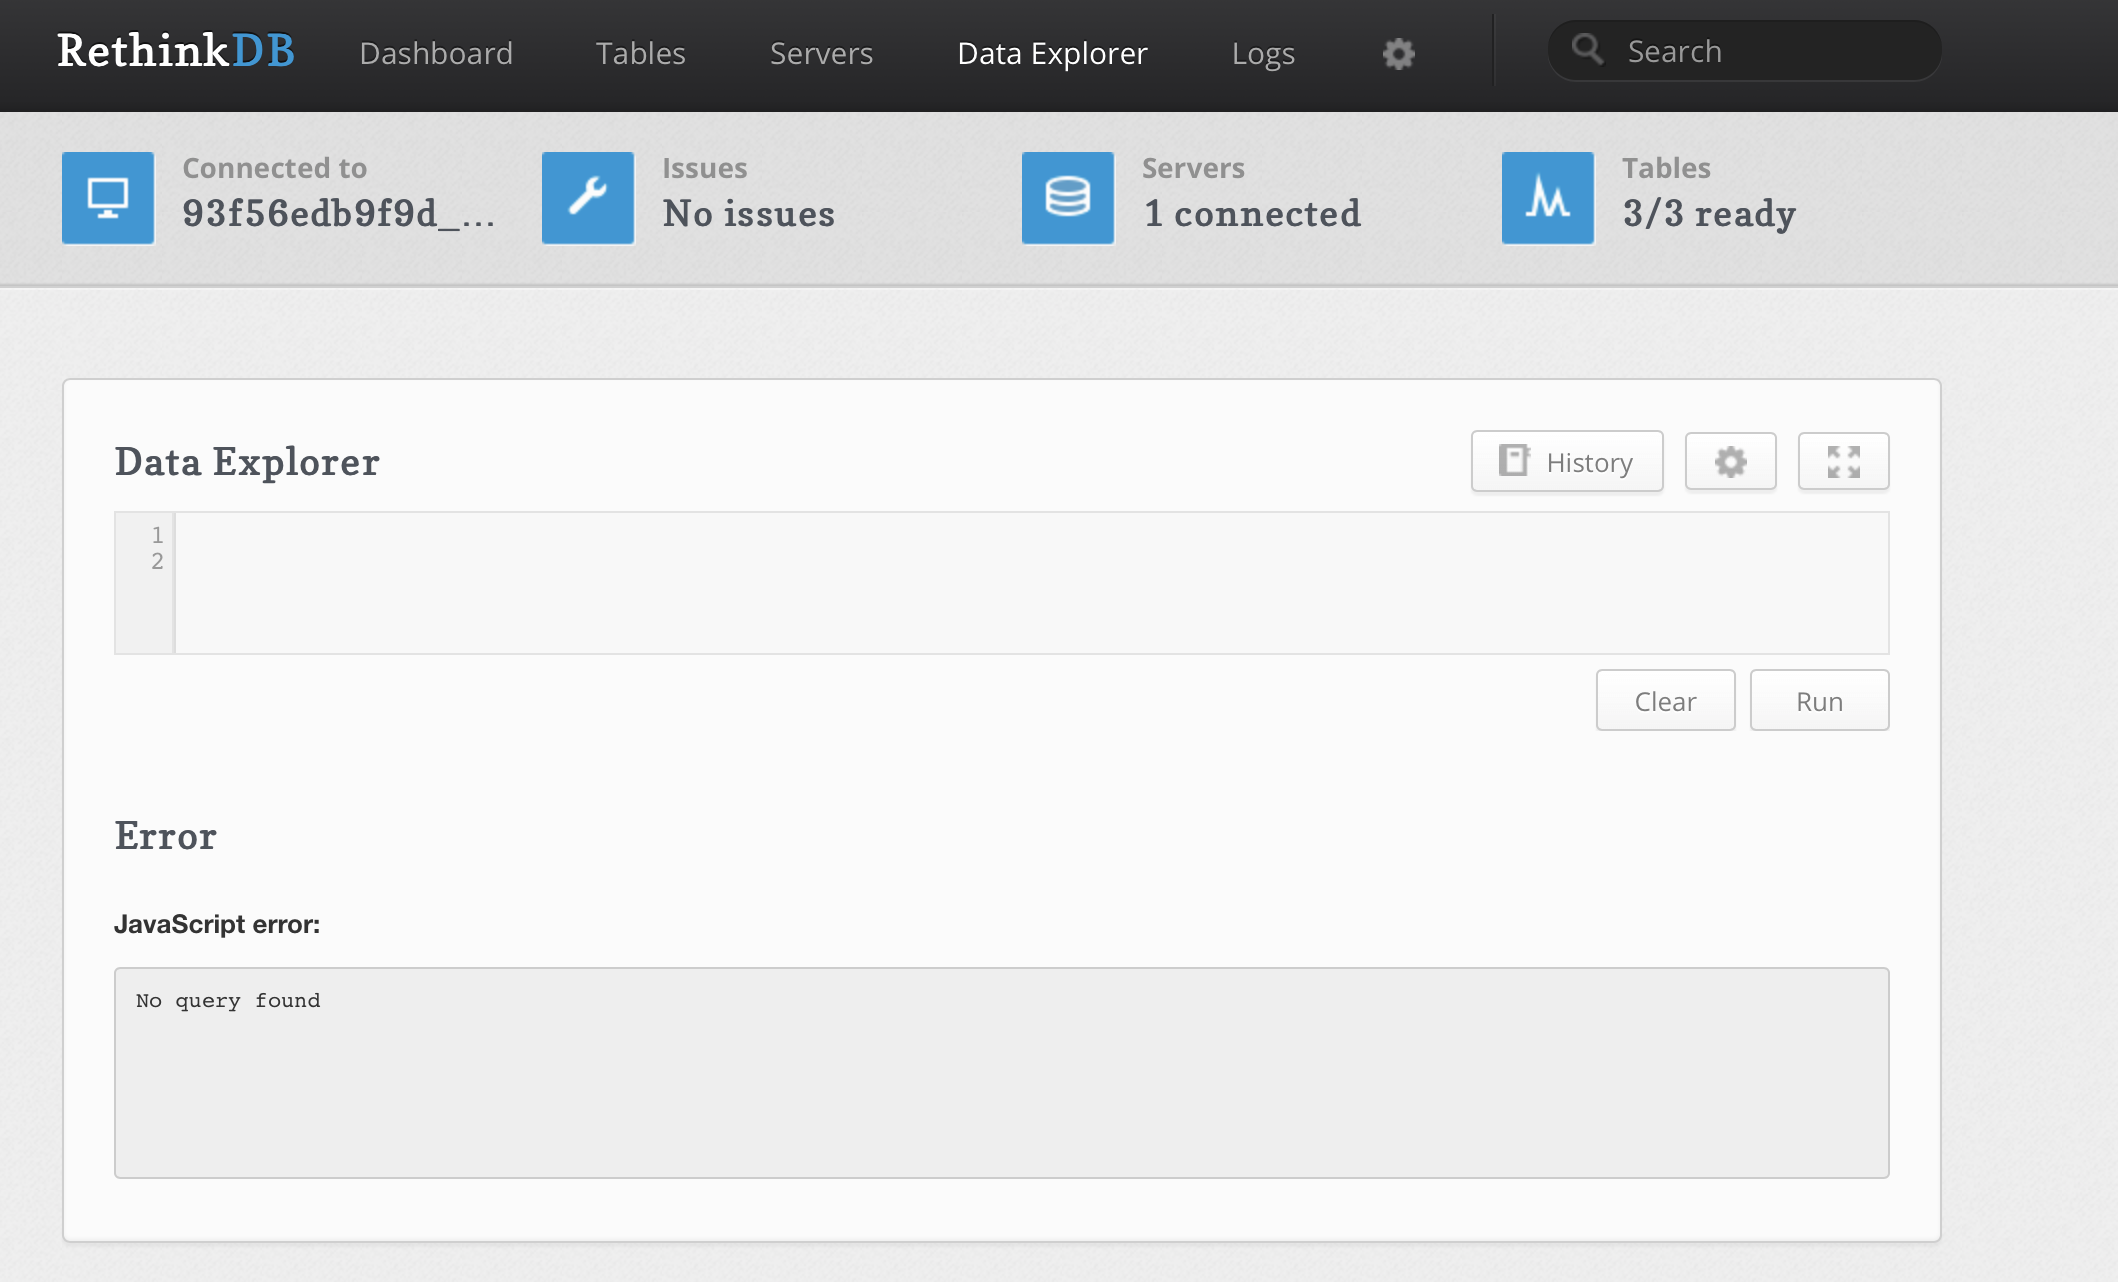 RethinkDB Dashboard Tables Servers Data Explorer Logs Search
Connected to
93f56edb9f9d_...
Issues
No issues
Servers
1 connected
Tables
3/3 ready
Data Explorer
History
1
2
Clear Run
Error
JavaScript error:
No query found